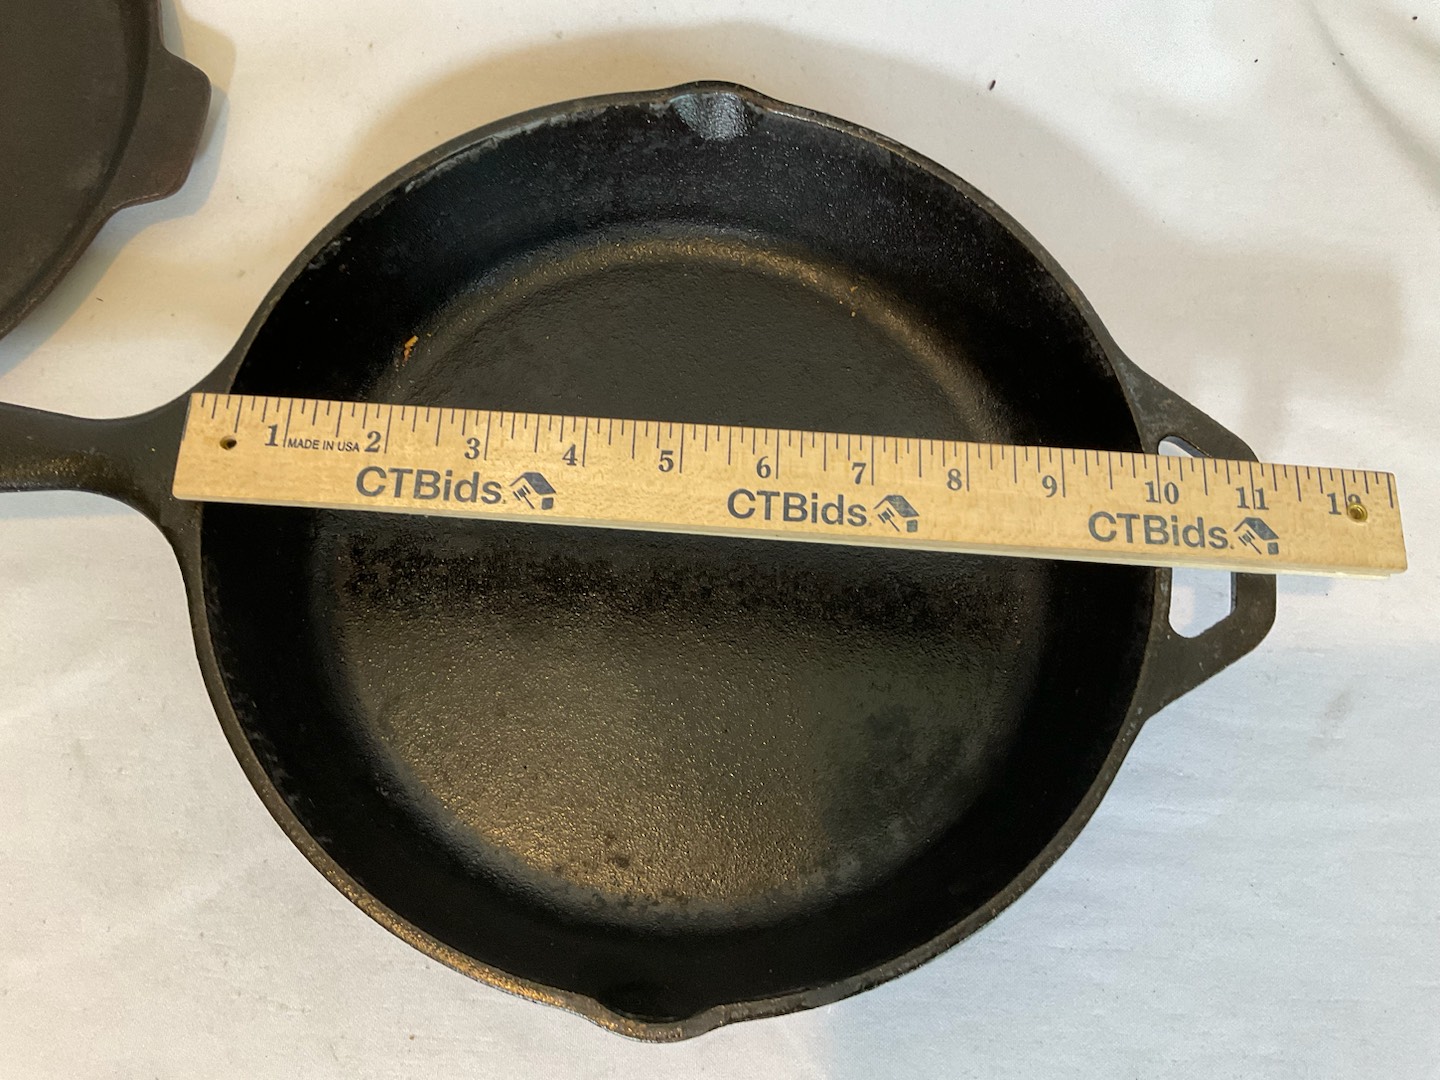 1 MADE IN USA 2 3 4 5 6 7 8 9 10 11 12
CTBids. CTBids. CTBids.